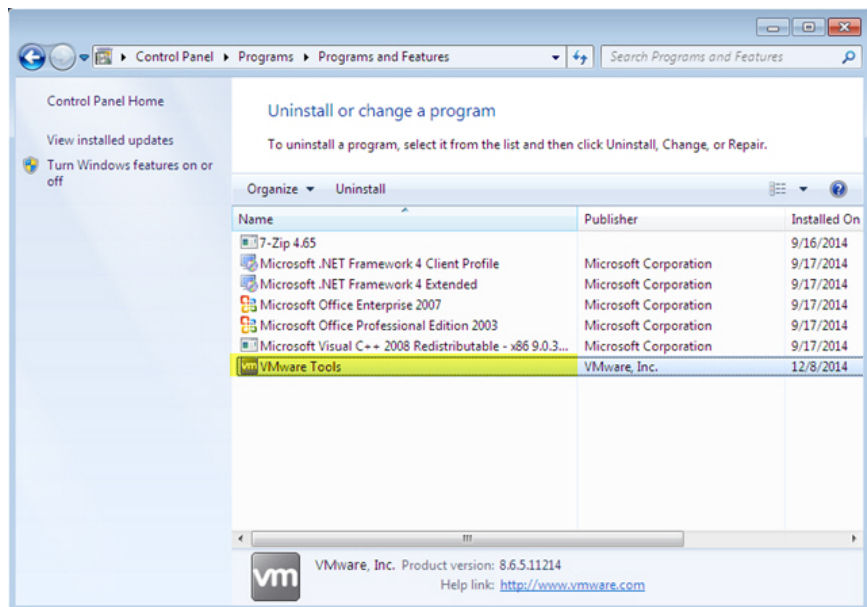 Control Panel Programs Programs and Features Search Programs and Features
Control Panel Home
View installed updates
Turn Windows features on or
off
Uninstall or change a program
To uninstall a program, select it from the list and then click Uninstall, Change, or Repair.
Organize Uninstall
Name Publisher Installed On
7-Zip 4.65 9/16/2014
Microsoft .NET Framework 4 Client Profile Microsoft Corporation 9/17/2014
Microsoft .NET Framework 4 Extended Microsoft Corporation 9/17/2014
Microsoft Office Enterprise 2007 Microsoft Corporation 9/17/2014
Microsoft Office Professional Edition 2003 Microsoft Corporation 9/17/2014
Microsoft Visual C++ 2008 Redistributable - x86 9.0.3... Microsoft Corporation 9/17/2014
vm VMware Tools VMware, Inc. 12/8/2014
vm
VMware, Inc. Product version: 8.6.5.11214
Help link: http://www.vmware.com